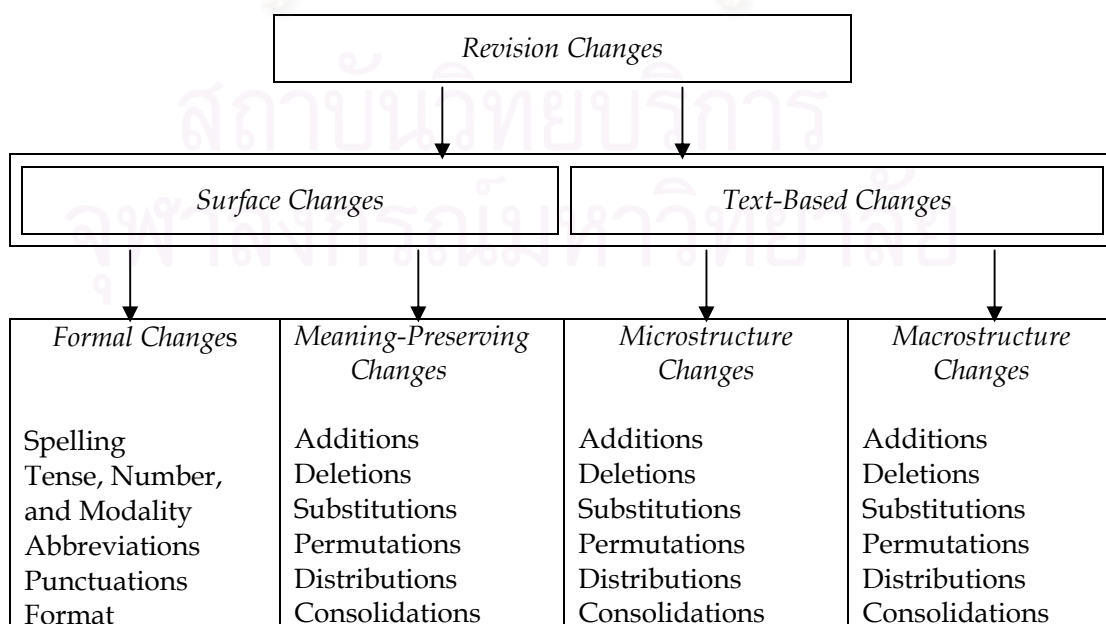 Revision Changes
สถาบันวิทยบริการ
Surface Changes
Text-Based Changes
จุฬาลงกรณ์มหาวิทยาลัย
Formal Changes
Meaning-Preserving
Changes
Microstructure
Changes
Macrostructure
Changes
Spelling
Tense, Number,
and Modality
Abbreviations
Punctuations
Format
Additions
Deletions
Substitutions
Permutations
Distributions
Consolidations
Additions
Deletions
Substitutions
Permutations
Distributions
Consolidations
Additions
Deletions
Substitutions
Permutations
Distributions
Consolidations